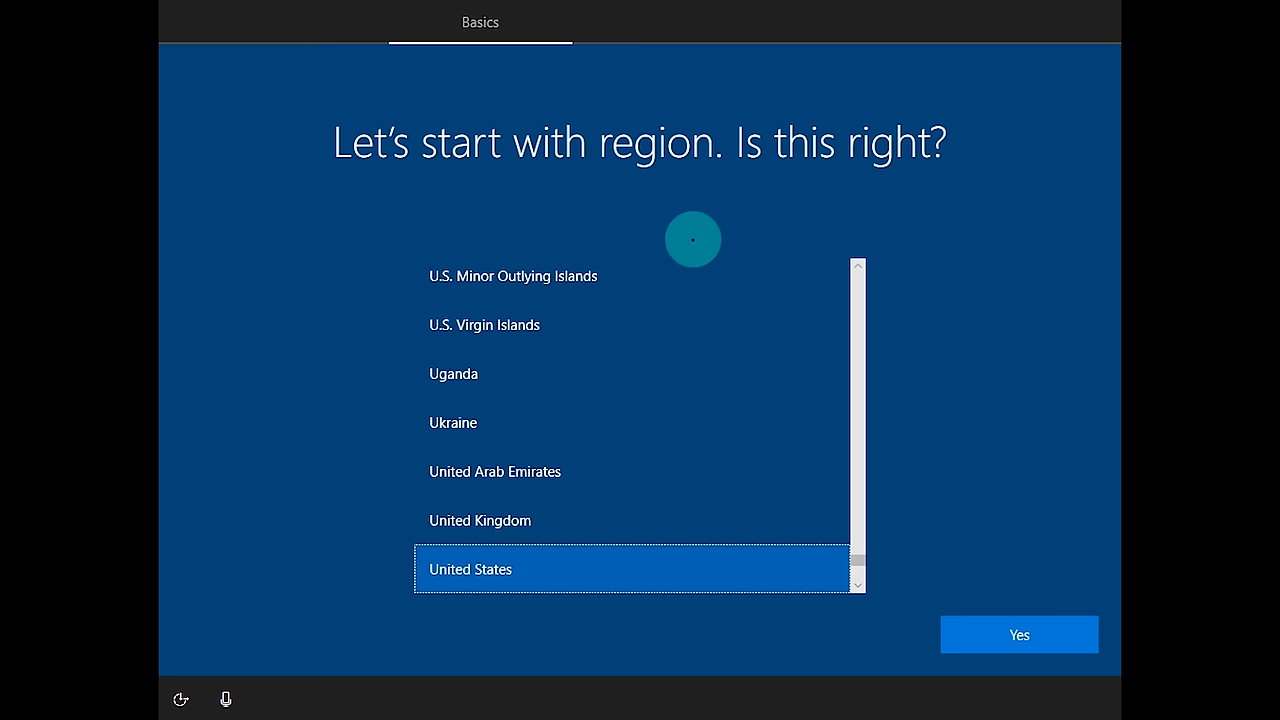 Basics
Let's start with region. Is this right?
U.S. Minor Outlying Islands
U.S. Virgin Islands
Uganda
Ukraine
United Arab Emirates
United Kingdom
United States
Yes